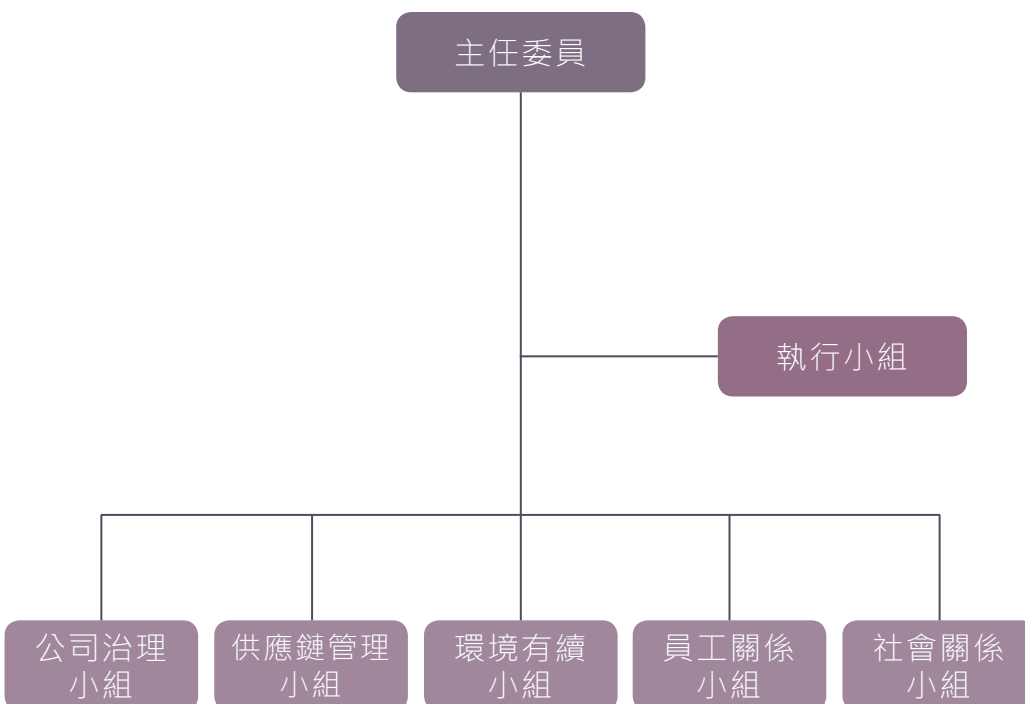 主任委員
執行小組
公司治理
小組
供應鏈管理
小組
環境有續
小組
員工關係
小組
社會關係
小組